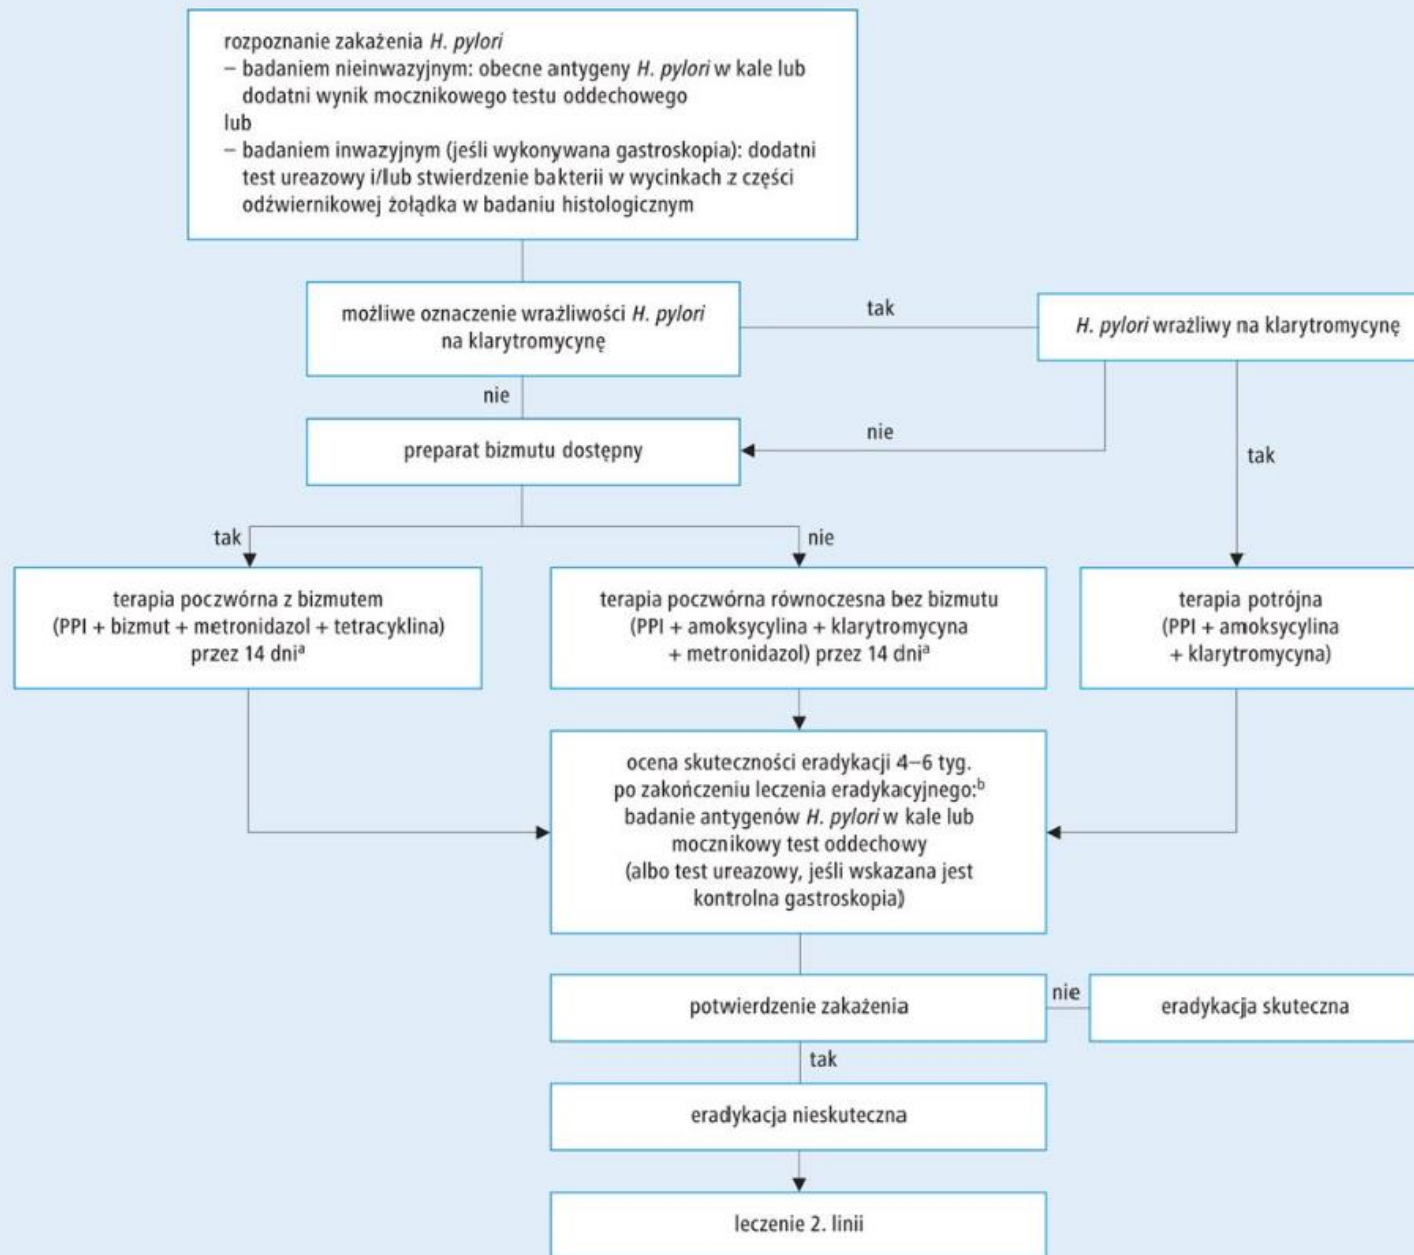 rozpoznanie zakażenia H. pylori
– badaniem nieinwazyjnym: obecne antygeny H. pylori w kale lub
dodatni wynik mocznikowego testu oddechowego
lub
– badaniem inwazyjnym (jeśli wykonywana gastroskopia): dodatni
test ureazowy i/lub stwierdzenie bakterii w wycinkach z części
odźwiernikowej żołądka w badaniu histologicznym
możliwe oznaczenie wrażliwości H. pylori
na klarytromycynę
tak
H. pylori wrażliwy na klarytromycynę
nie
preparat bizmutu dostępny
nie
tak
tak
nie
terapia poczwórna z bizmutem
(PPI + bizmut + metronidazol + tetracyklina)
przez 14 dniᵃ
terapia poczwórna równoczesna bez bizmutu
(PPI + amoksycylina + klarytromycyna
+ metronidazol) przez 14 dniᵃ
terapia potrójna
(PPI + amoksycylina
+ klarytromycyna)
ocena skuteczności eradykacji 4–6 tyg.
po zakończeniu leczenia eradykacyjnego:ᵇ
badanie antygenów H. pylori w kale lub
mocznikowy test oddechowy
(albo test ureazowy, jeśli wskazana jest
kontrolna gastroskopia)
potwierdzenie zakażenia
nie
eradykacja skuteczna
tak
eradykacja nieskuteczna
leczenie 2. linii